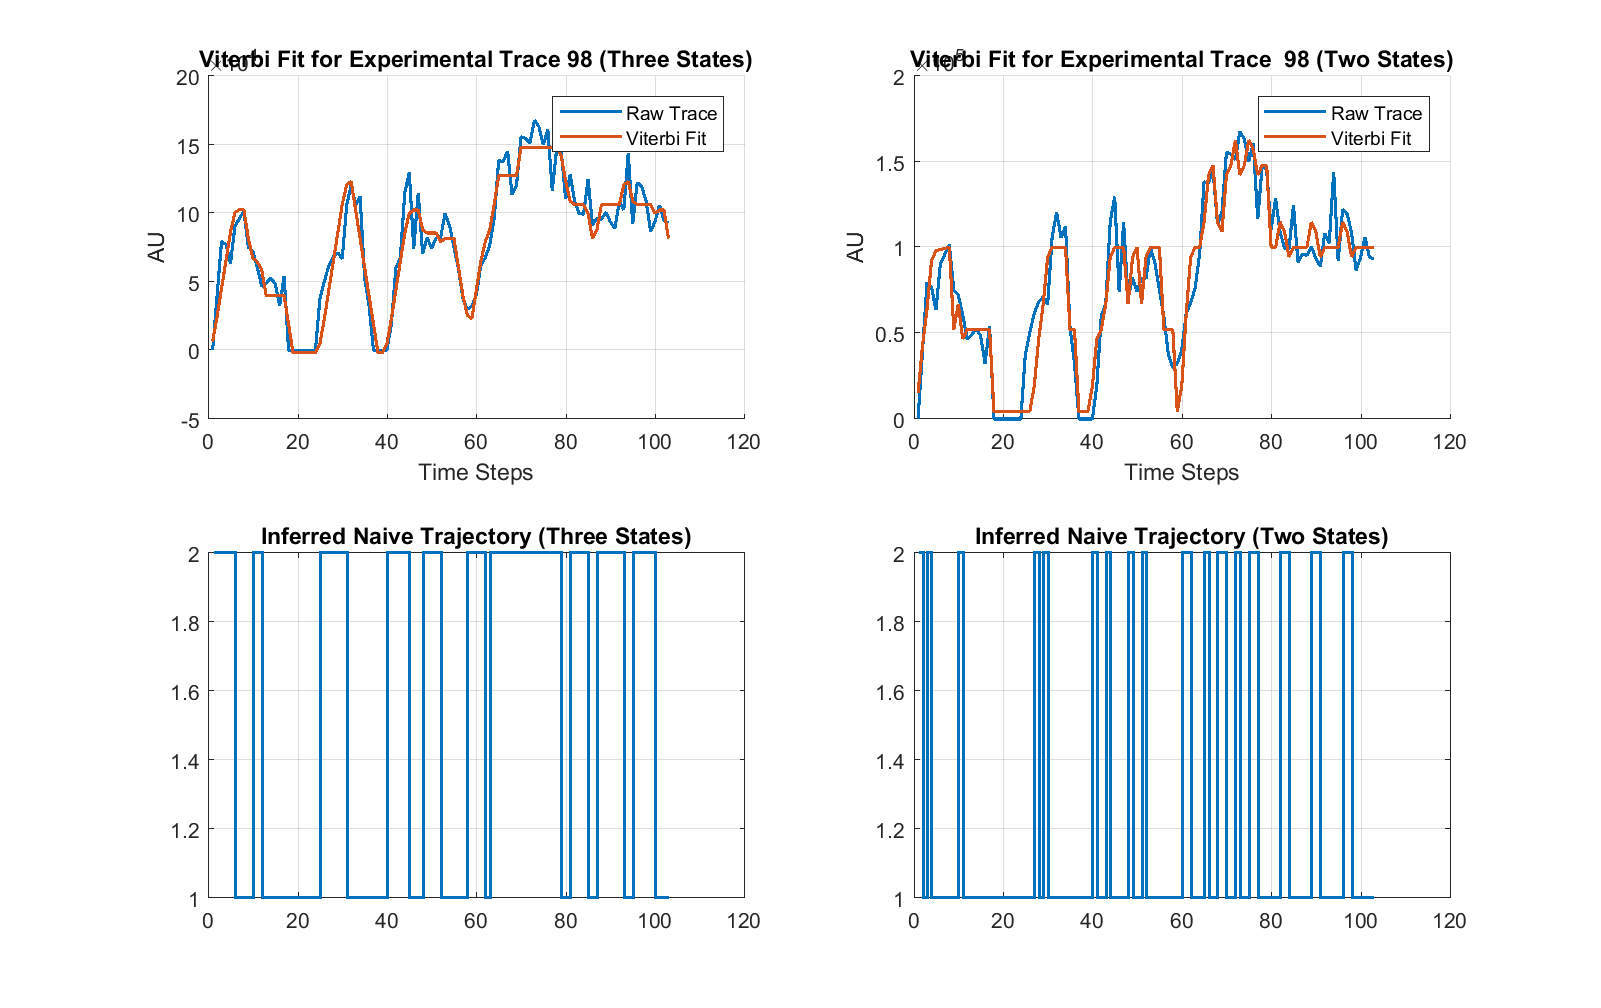 Viterbi Fit for Experimental Trace 98 (Three States)
20
15
10
5
0
-5
AU
0 20 40 60 80 100 120
Time Steps
Raw Trace
Viterbi Fit
Viterbi Fit for Experimental Trace 98 (Two States)
2
1.5
1
0.5
0
AU
0 20 40 60 80 100 120
Time Steps
Raw Trace
Viterbi Fit
Inferred Naive Trajectory (Three States)
2
1.8
1.6
1.4
1.2
1
0 20 40 60 80 100 120
Inferred Naive Trajectory (Two States)
2
1.8
1.6
1.4
1.2
1
0 20 40 60 80 100 120